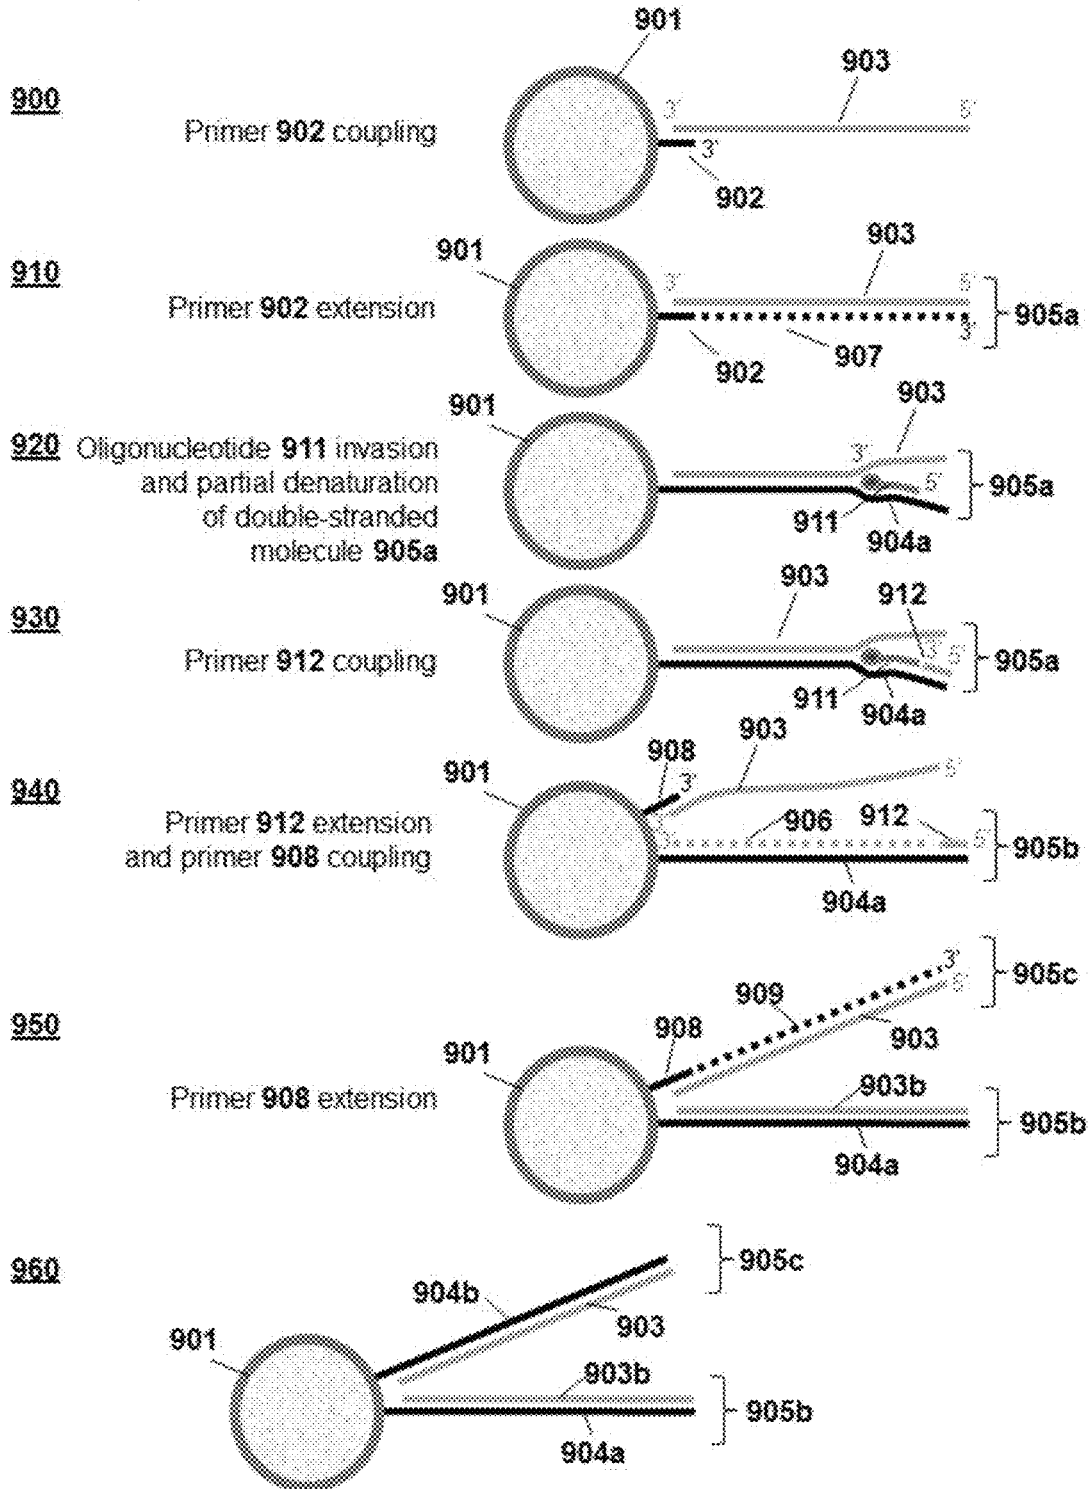 901
903
900
3'
5'
Primer 902 coupling
3'
902
903
901
910
3'
5'
905a
Primer 902 extension
3'
907
902
903
901
920
Oligonucleotide 911 invasion
3'
and partial denaturation
5'
905a
of double-stranded
911
904a
molecule 905a
903
912
901
930
3'
5'
905a
Primer 912 coupling
911
904a
903
908
901
3'
5'
940
Primer 912 extension
906
912
and primer 908 coupling
5'
905b
904a
3'
905c
5'
909
950
908
903
901
903b
Primer 908 extension
905b
904a
905c
960
904b
903
901
903b
905b
904a